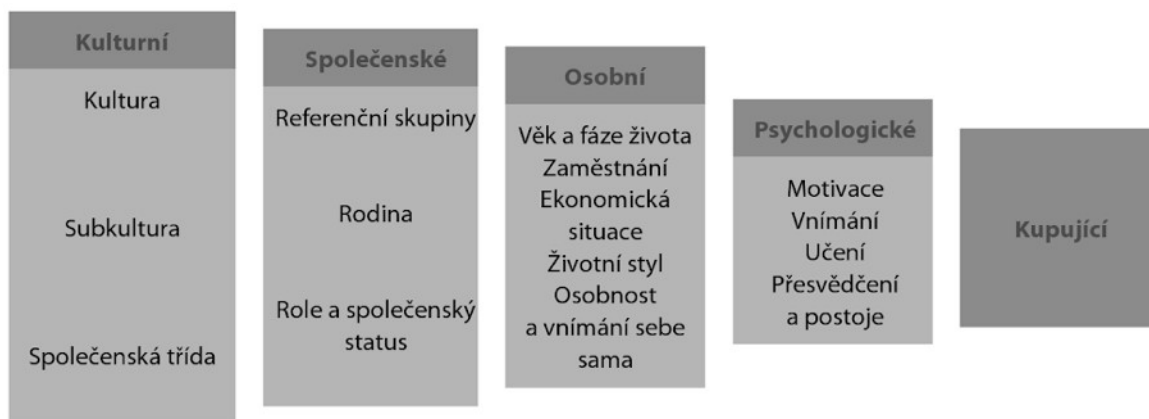 Kulturní
Kultura
Subkultura
Společenská třída
Společenské
Referenční skupiny
Rodina
Role a společenský
status
Osobní
Věk a fáze života
Zaměstnání
Ekonomická
situace
Životní styl
Osobnost
a vnímání sebe
sama
Psychologické
Motivace
Vnímání
Učení
Přesvědčení
a postoje
Kupující